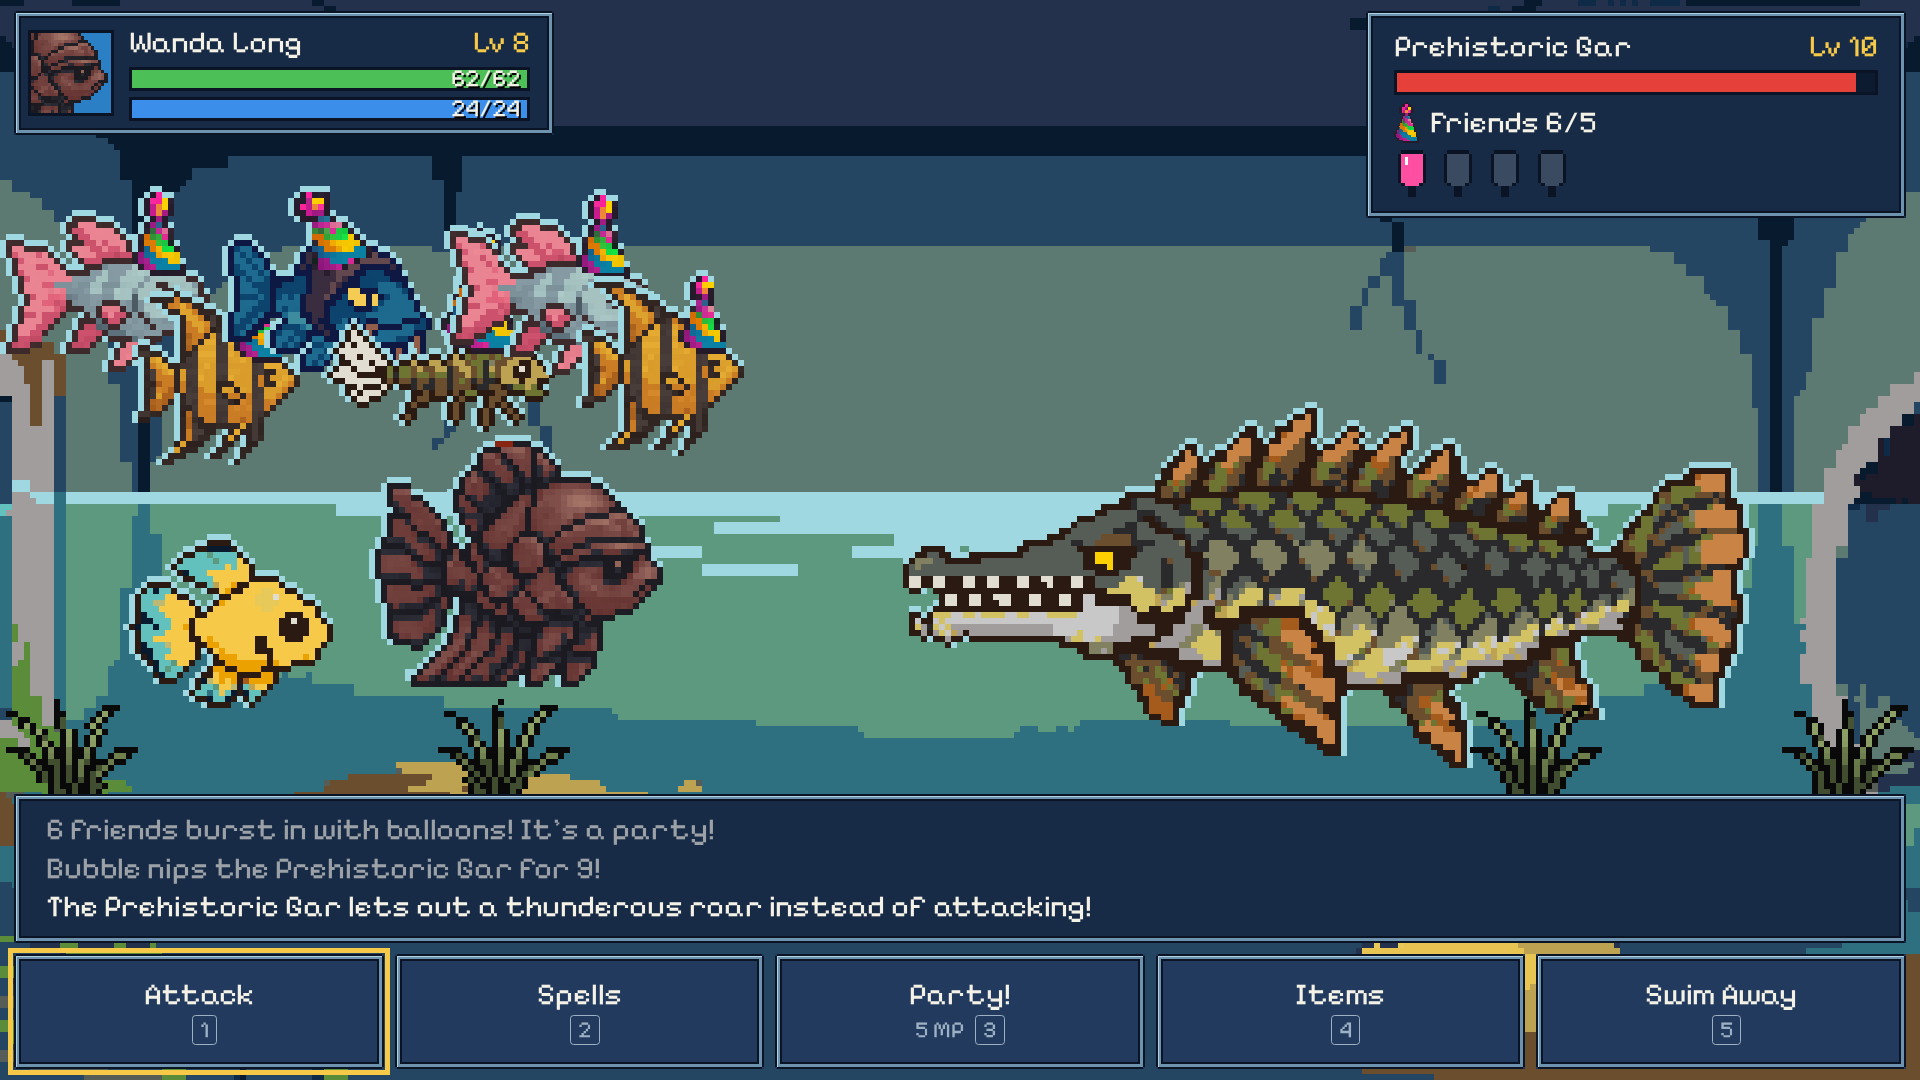 Wanda Long Lv 8
62/62
24/24
Prehistoric Gar Lv 10
Friends 6/5
6 friends burst in with balloons! It's a party!
Bubble nips the Prehistoric Gar for 9!
The Prehistoric Gar lets out a thunderous roar instead of attacking!
Attack
1
Spells
2
Party!
5 MP 3
Items
4
Swim Away
5